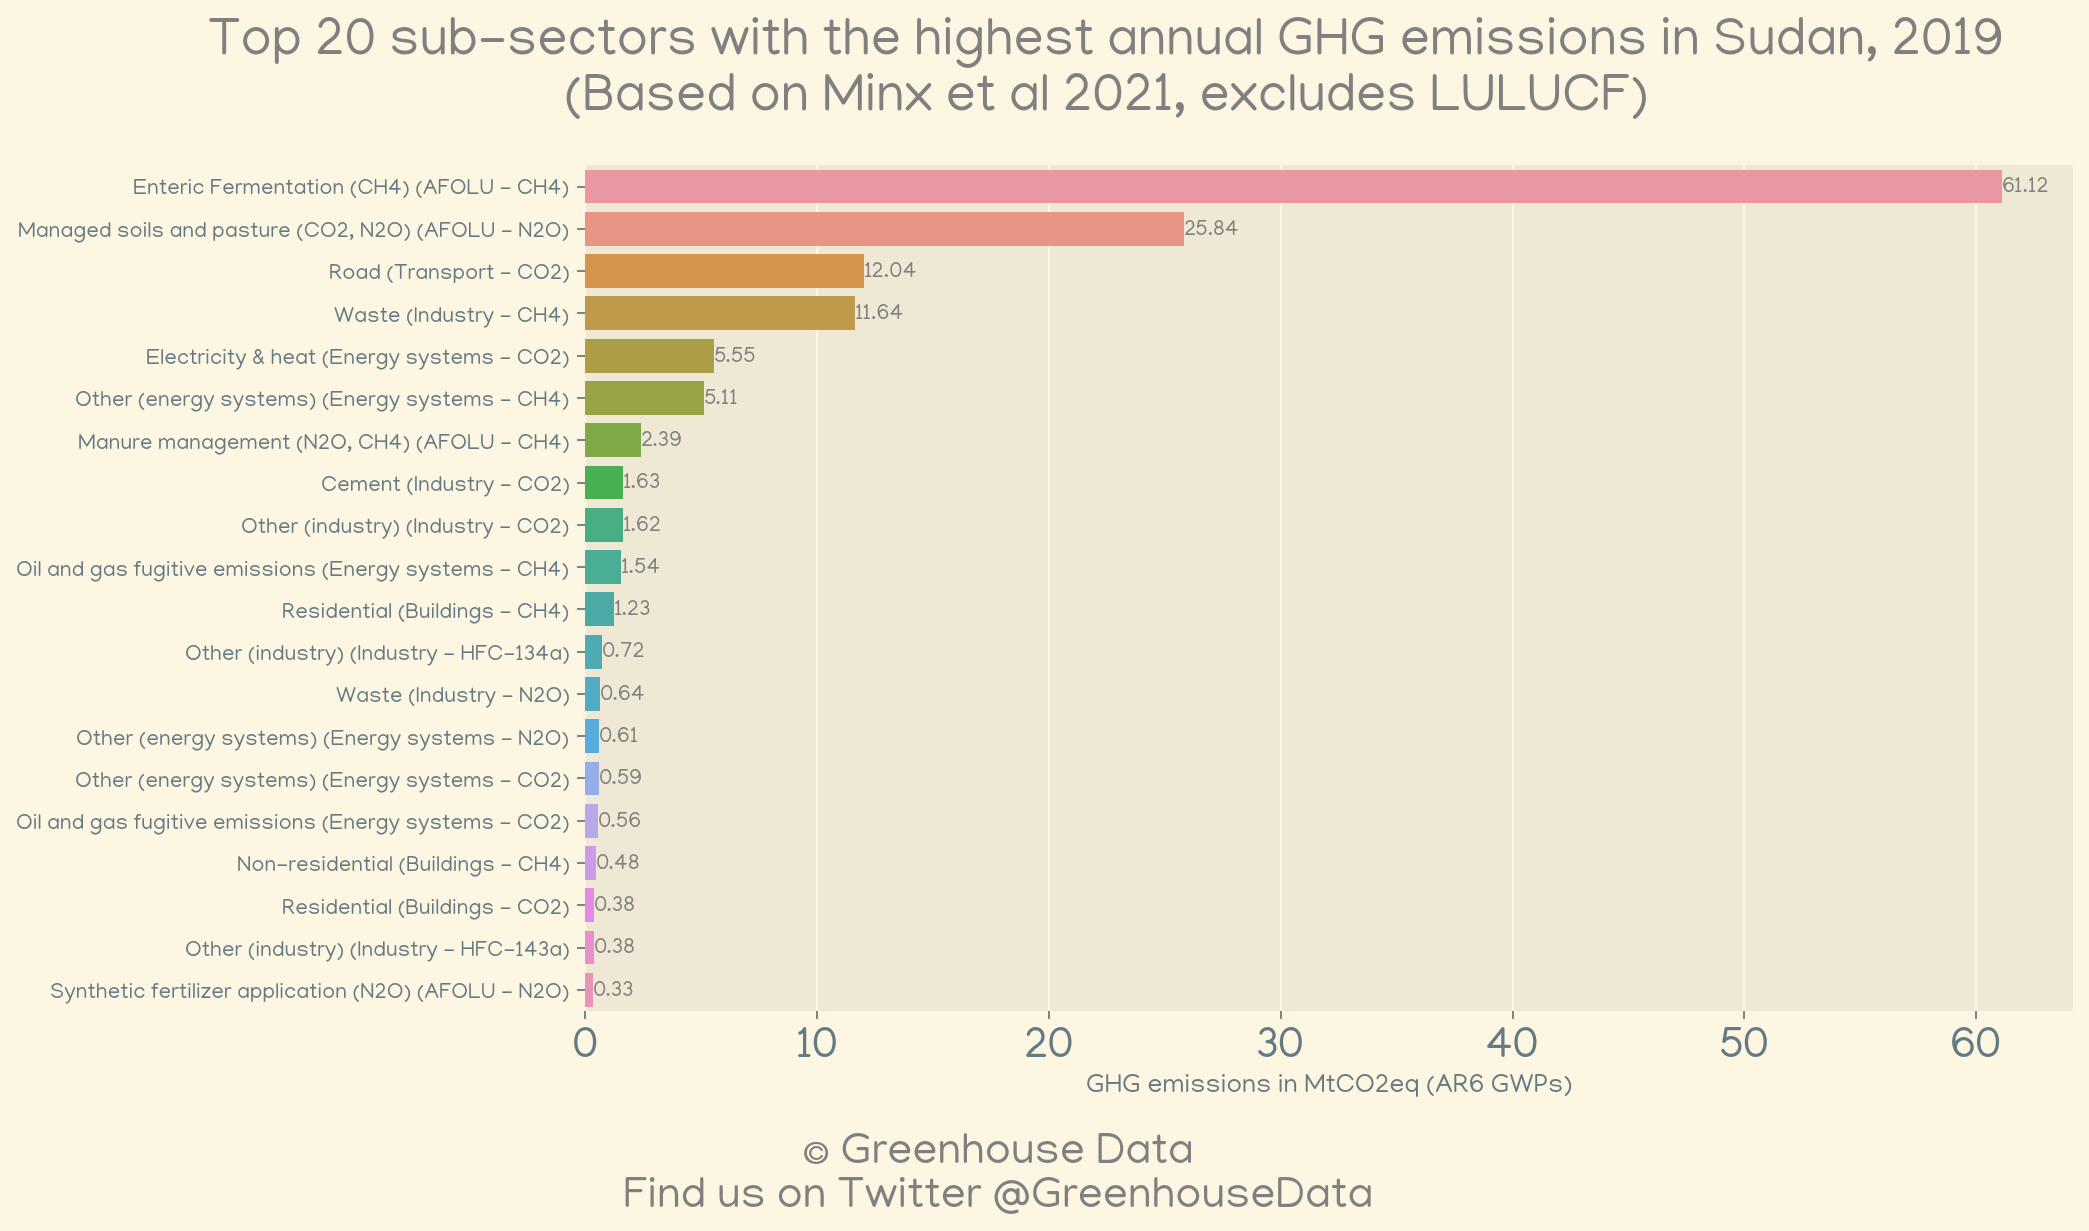 Top 20 sub-sectors with the highest annual GHG emissions in Sudan, 2019
(Based on Minx et al 2021, excludes LULUCF)
Enteric Fermentation (CH4) (AFOLU - CH4) 61.12
Managed soils and pasture (CO2, N2O) (AFOLU - N2O) 25.84
Road (Transport - CO2) 12.04
Waste (Industry - CH4) 11.64
Electricity & heat (Energy systems - CO2) 5.55
Other (energy systems) (Energy systems - CH4) 5.11
Manure management (N2O, CH4) (AFOLU - CH4) 2.39
Cement (Industry - CO2) 1.63
Other (industry) (Industry - CO2) 1.62
Oil and gas fugitive emissions (Energy systems - CH4) 1.54
Residential (Buildings - CH4) 1.23
Other (industry) (Industry - HFC-134a) 0.72
Waste (Industry - N2O) 0.64
Other (energy systems) (Energy systems - N2O) 0.61
Other (energy systems) (Energy systems - CO2) 0.59
Oil and gas fugitive emissions (Energy systems - CO2) 0.56
Non-residential (Buildings - CH4) 0.48
Residential (Buildings - CO2) 0.38
Other (industry) (Industry - HFC-143a) 0.38
Synthetic fertilizer application (N2O) (AFOLU - N2O) 0.33
0 10 20 30 40 50 60
GHG emissions in MtCO2eq (AR6 GWPs)
© Greenhouse Data
Find us on Twitter @GreenhouseData